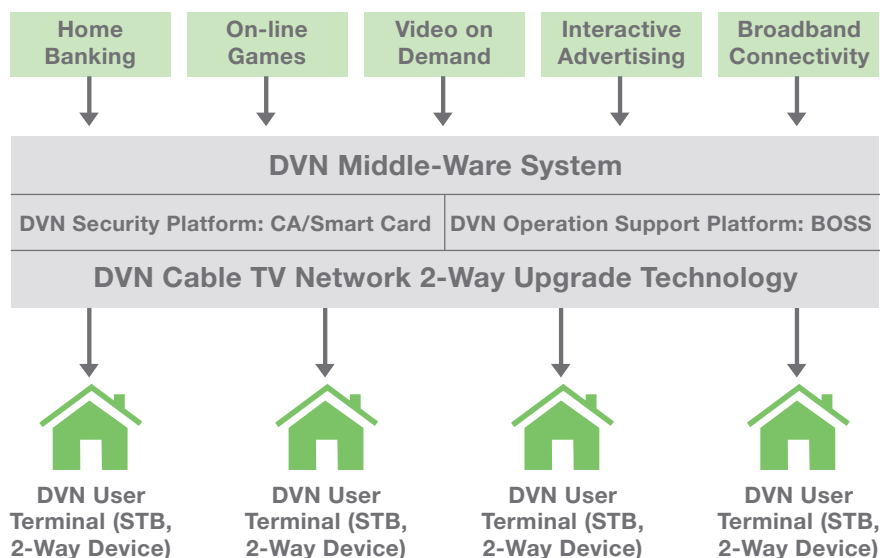 Home
Banking
On-line
Games
Video on
Demand
Interactive
Advertising
Broadband
Connectivity
DVN Middle-Ware System
DVN Security Platform: CA/Smart Card
DVN Operation Support Platform: BOSS
DVN Cable TV Network 2-Way Upgrade Technology
DVN User
Terminal (STB,
2-Way Device)
DVN User
Terminal (STB,
2-Way Device)
DVN User
Terminal (STB,
2-Way Device)
DVN User
Terminal (STB,
2-Way Device)